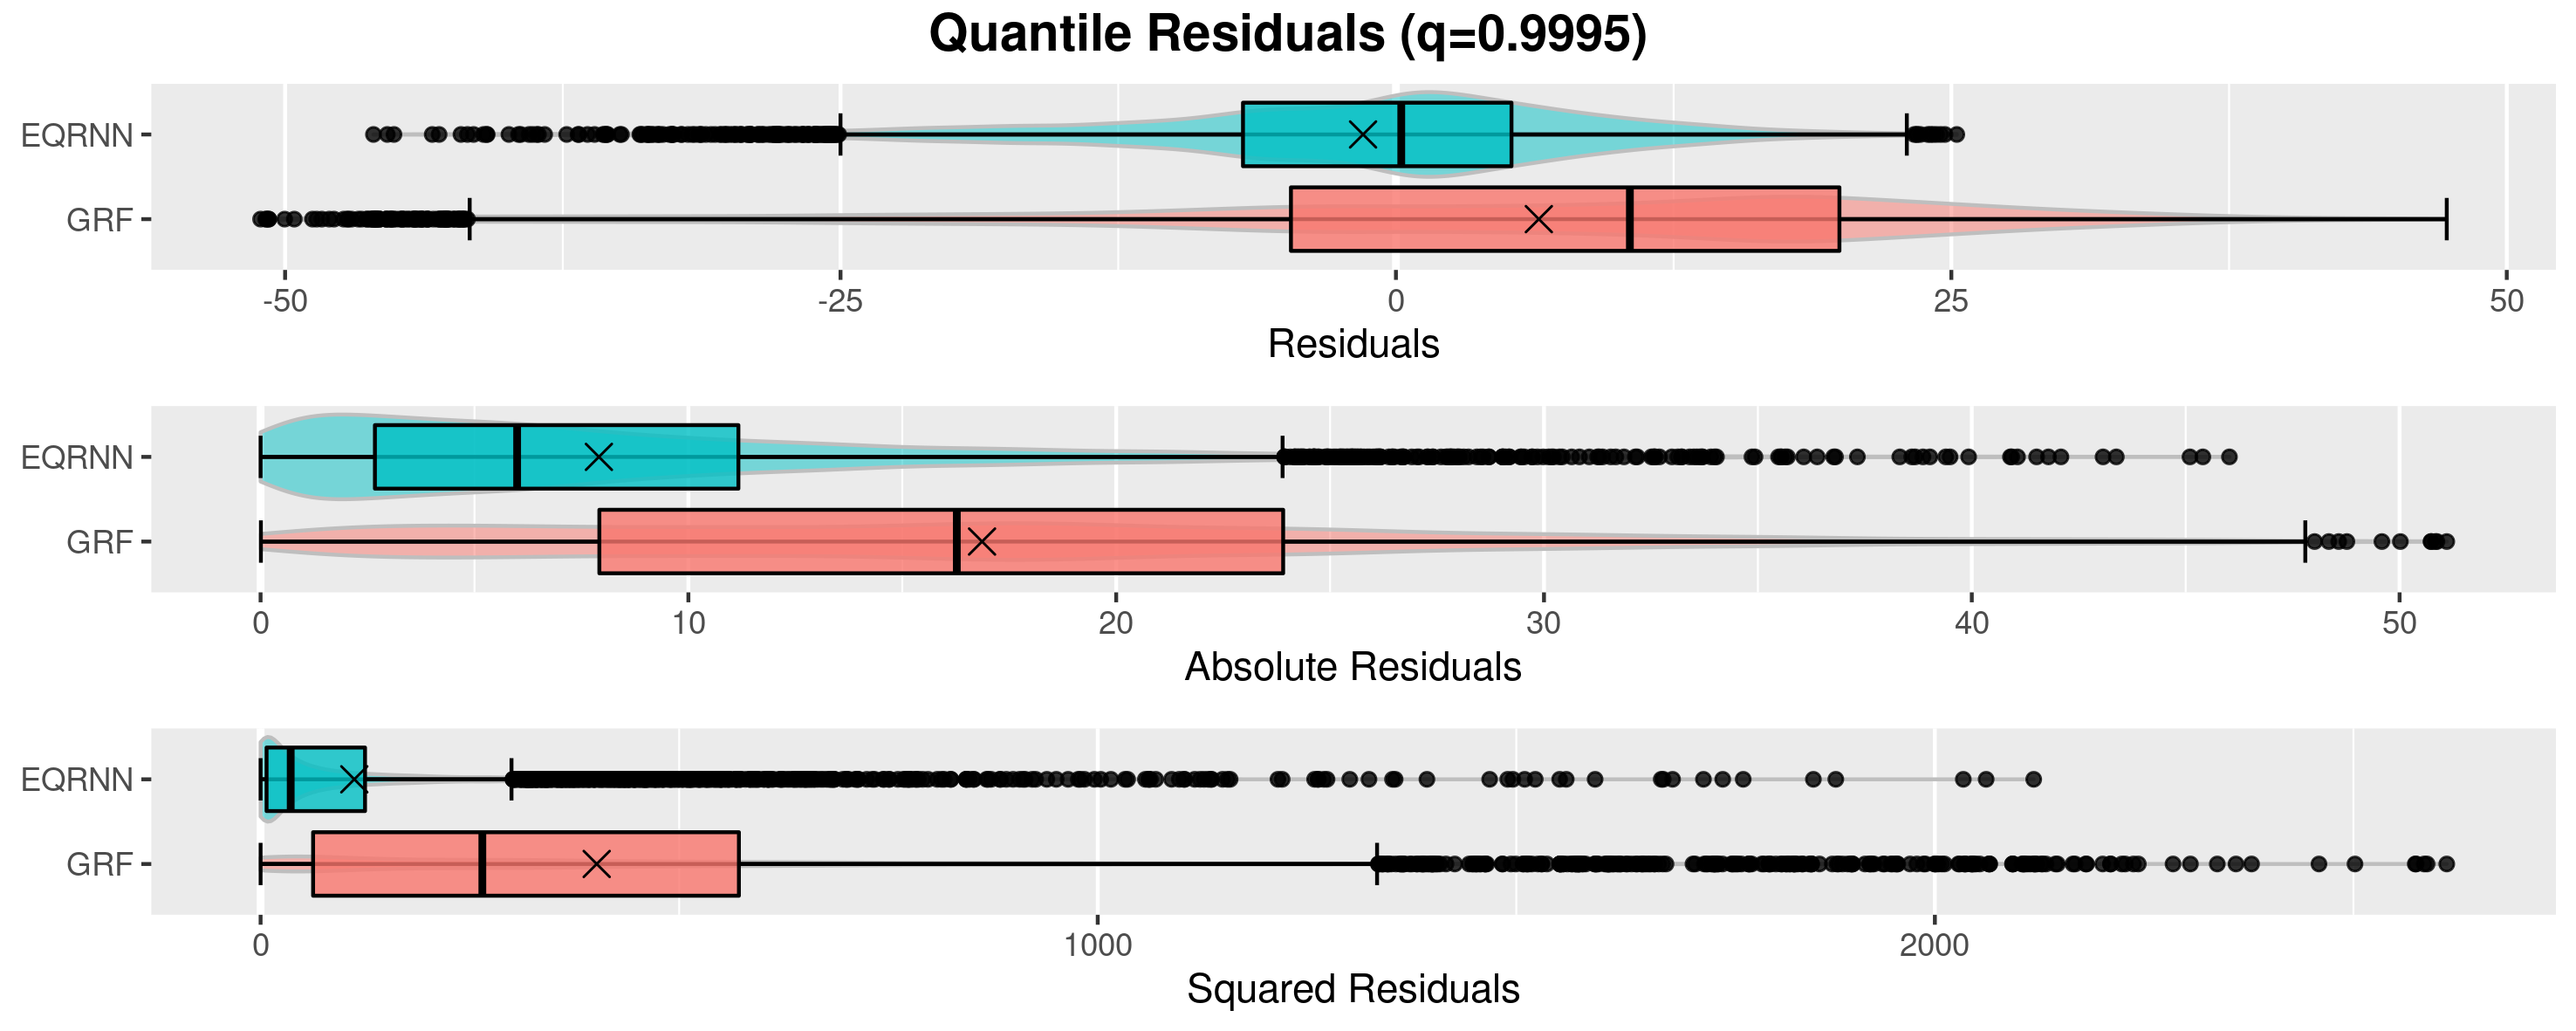 Quantile Residuals (q=0.9995)
EQRNN
GRF
-50 -25 0 25 50
Residuals
EQRNN
GRF
0 10 20 30 40 50
Absolute Residuals
EQRNN
GRF
0 1000 2000
Squared Residuals